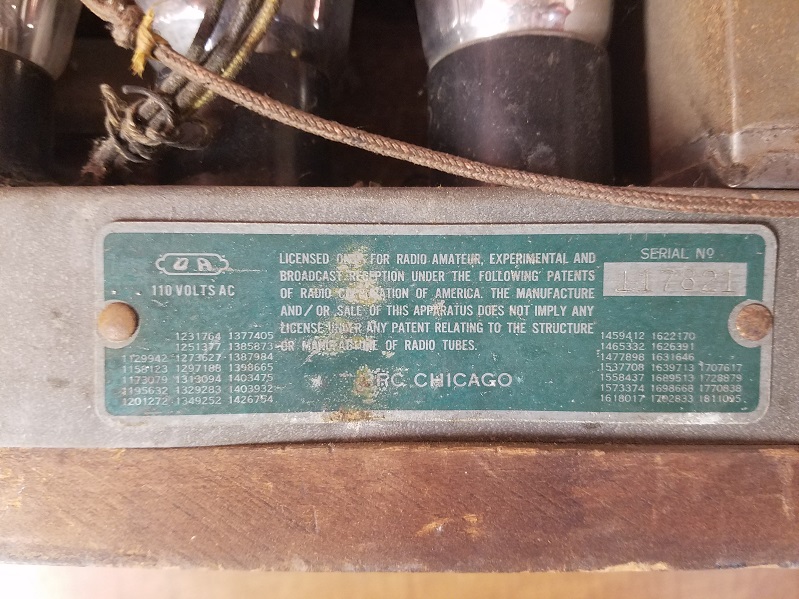 110 VOLTS AC
LICENSED ONLY FOR RADIO AMATEUR, EXPERIMENTAL AND
BROADCAST RECEPTION UNDER THE FOLLOWING PATENTS
OF RADIO CORPORATION OF AMERICA. THE MANUFACTURE
AND/OR SALE OF THIS APPARATUS DOES NOT IMPLY ANY
LICENSE UNDER ANY PATENT RELATING TO THE STRUCTURE
OR MANUFACTURE OF RADIO TUBES.
CHICAGO
SERIAL Nº
117621
1231764 1377405
1251377 1385873
1129942 1273627 1387984
1158123 1297188 1398665
1173079 1313094 1403475
1195632 1329283 1403932
1201272 1349252 1426754
1459412 1622170
1465332 1626391
1477898 1631646
1537708 1639713 1707617
1558437 1689513 1728879
1573374 1698668 1770838
1618017 1702833 1811095